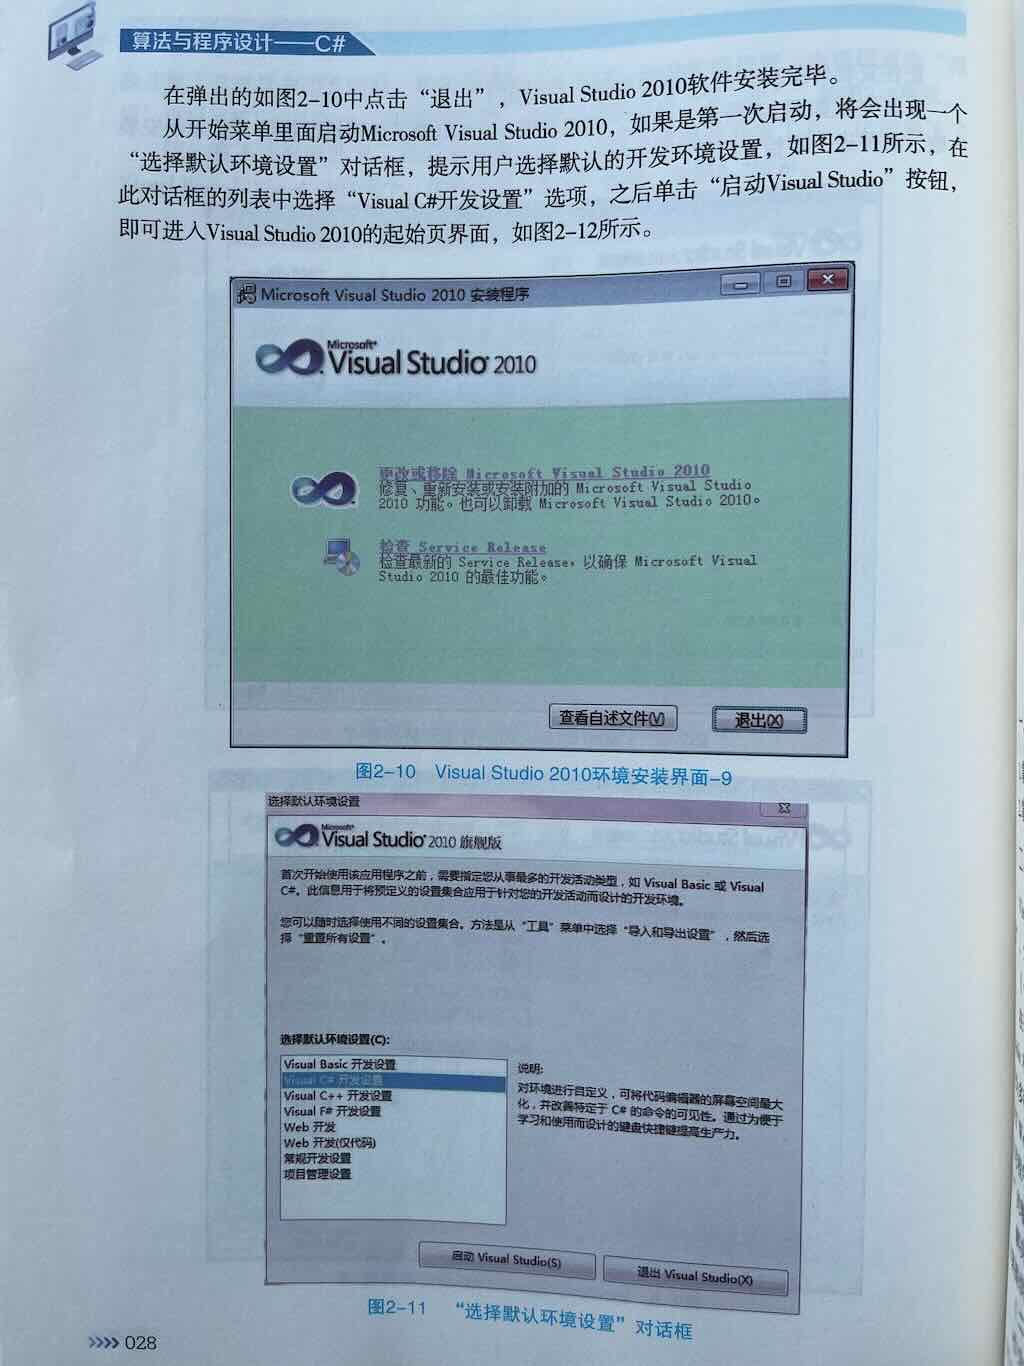 算法与程序设计——C#
在弹出的如图2-10中点击“退出”，Visual Studio 2010软件安装完毕。
从开始菜单里面启动Microsoft Visual Studio 2010，如果是第一次启动，将会出现一个
“选择默认环境设置”对话框，提示用户选择默认的开发环境设置，如图2-11所示，在
此对话框的列表中选择“Visual C#开发设置”选项，之后单击“启动Visual Studio”按钮，
即可进入Visual Studio 2010的起始页界面，如图2-12所示。
Microsoft Visual Studio 2010 安装程序
Microsoft
Visual Studio 2010
更改或移除 Microsoft Visual Studio 2010
修复、重新安装或安装附加的 Microsoft Visual Studio
2010 功能。也可以卸载 Microsoft Visual Studio 2010。
检查 Service Release
检查最新的 Service Release，以确保 Microsoft Visual
Studio 2010 的最佳功能。
查看自述文件(V)
退出(X)
图2-10 Visual Studio 2010环境安装界面-9
选择默认环境设置
Microsoft
Visual Studio 2010 旗舰版
首次开始使用该应用程序之前，需要指定您从事最多的开发活动类型，如 Visual Basic 或 Visual
C#。此信息用于将预定义的设置集合应用于针对您的开发活动而设计的开发环境。
您可以随时选择使用不同的设置集合。方法是从“工具”菜单中选择“导入和导出设置”，然后选
择“重置所有设置”。
选择默认环境设置(C):
Visual Basic 开发设置
Visual C# 开发设置
Visual C++ 开发设置
Visual F# 开发设置
Web 开发
Web 开发(仅代码)
常规开发设置
项目管理设置
说明:
对环境进行自定义，可将代码编辑器的屏幕空间最大
化，并改善特定于 C# 的命令的可见性。通过为便于
学习和使用而设计的键盘快捷键提高生产力。
启动 Visual Studio(S)
退出 Visual Studio(X)
图2-11 “选择默认环境设置”对话框
028